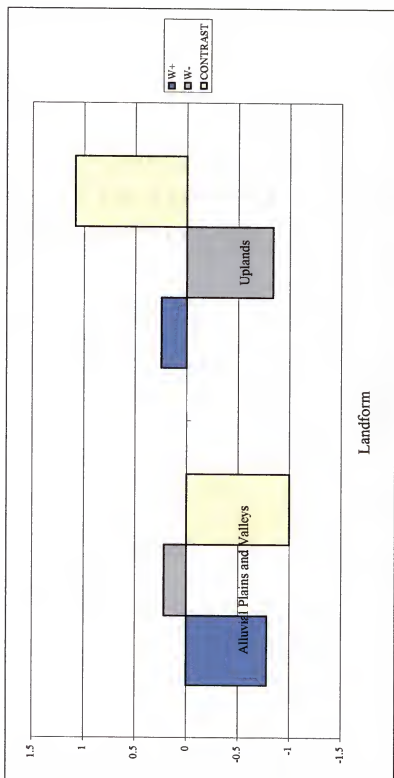 W+
W-
CONTRAST
1.5
1
0.5
0
-0.5
-1
-1.5
Alluvial Plains and Valleys
Uplands
Landform